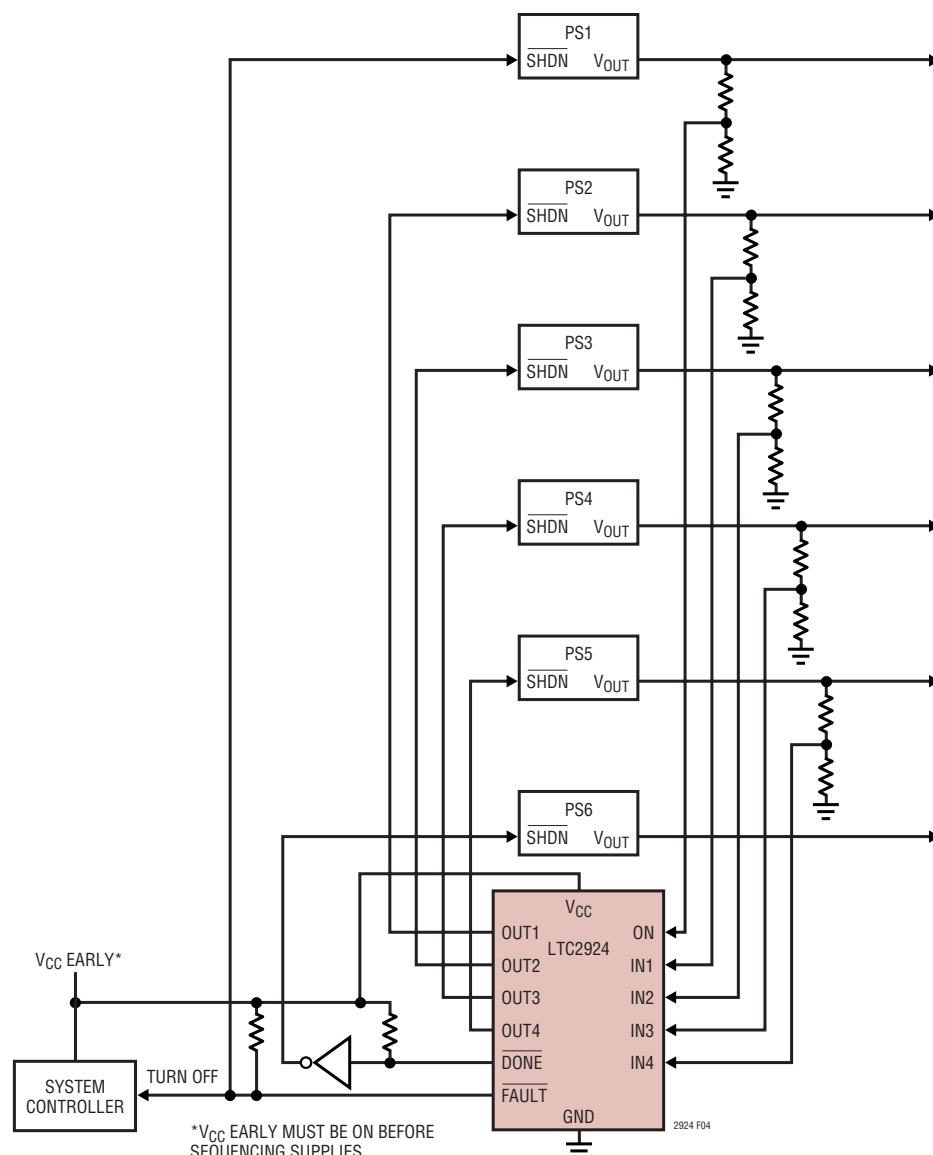 PS1
SHDN VOUT
PS2
SHDN VOUT
PS3
SHDN VOUT
PS4
SHDN VOUT
PS5
SHDN VOUT
PS6
SHDN VOUT
VCC
OUT1 ON
LTC2924
OUT2 IN1
OUT3 IN2
OUT4 IN3
DONE IN4
FAULT
GND
VCC EARLY*
SYSTEM
CONTROLLER
TURN OFF
*VCC EARLY MUST BE ON BEFORE
SEQUENCING SUPPLIES
2924 F04